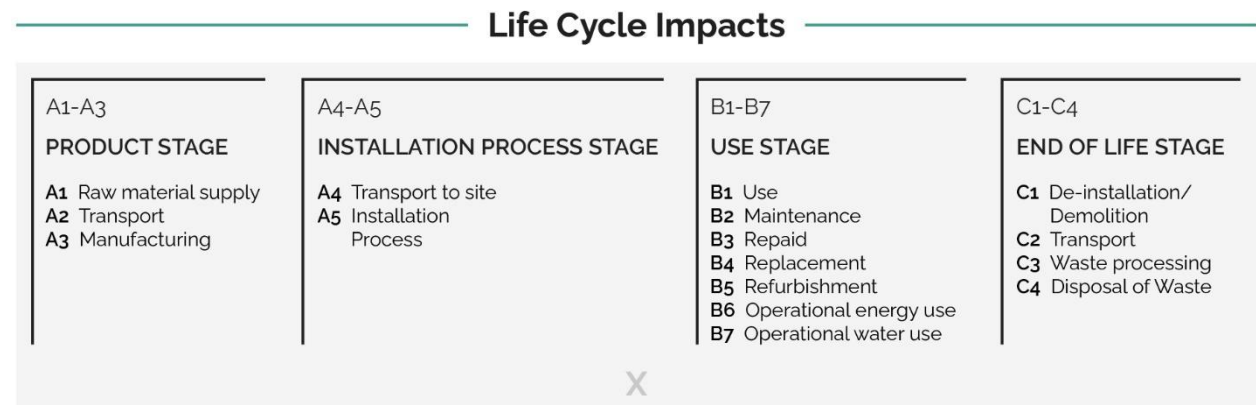 Life Cycle Impacts
A1-A3
PRODUCT STAGE
A1 Raw material supply
A2 Transport
A3 Manufacturing
A4-A5
INSTALLATION PROCESS STAGE
A4 Transport to site
A5 Installation
Process
B1-B7
USE STAGE
B1 Use
B2 Maintenance
B3 Repaid
B4 Replacement
B5 Refurbishment
B6 Operational energy use
B7 Operational water use
C1-C4
END OF LIFE STAGE
C1 De-installation/
Demolition
C2 Transport
C3 Waste processing
C4 Disposal of Waste
X